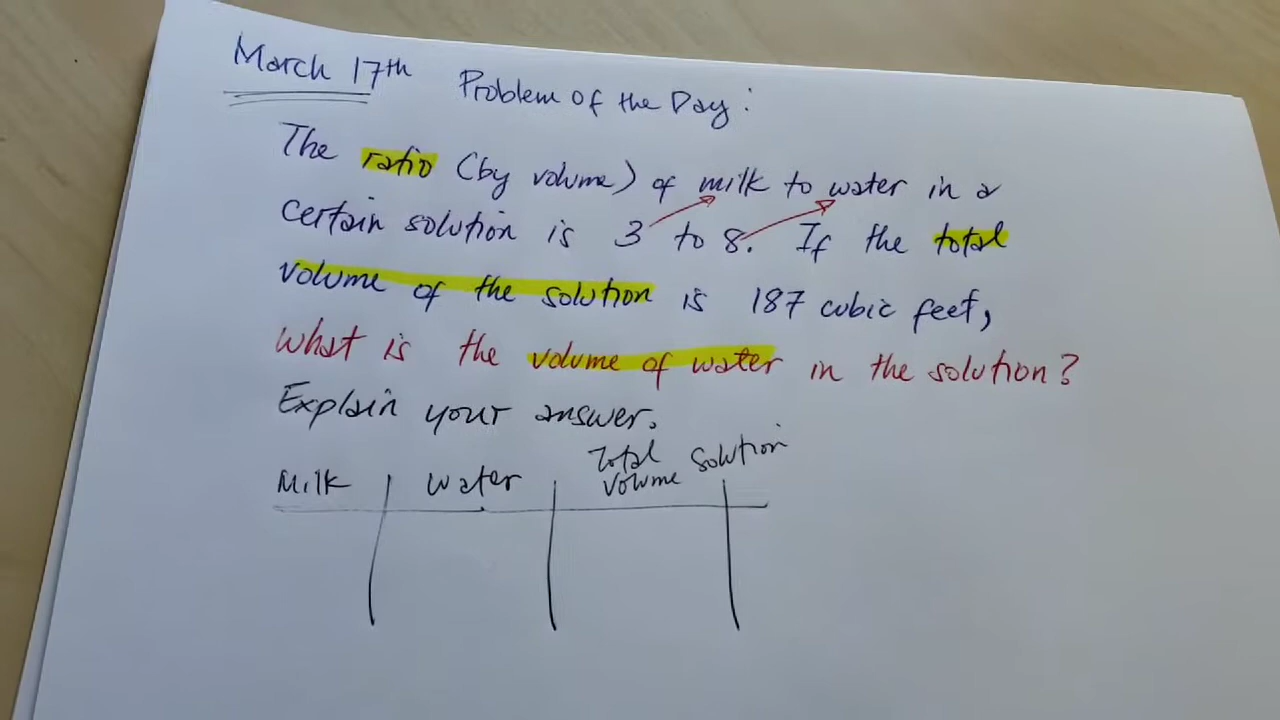 March 17th Problem of the Day:
The ratio (by volume) of milk to water in a
certain solution is 3 to 8. If the total
volume of the solution is 187 cubic feet,
what is the volume of water in the solution?
Explain your answer.
Milk Water Total Volume Solution